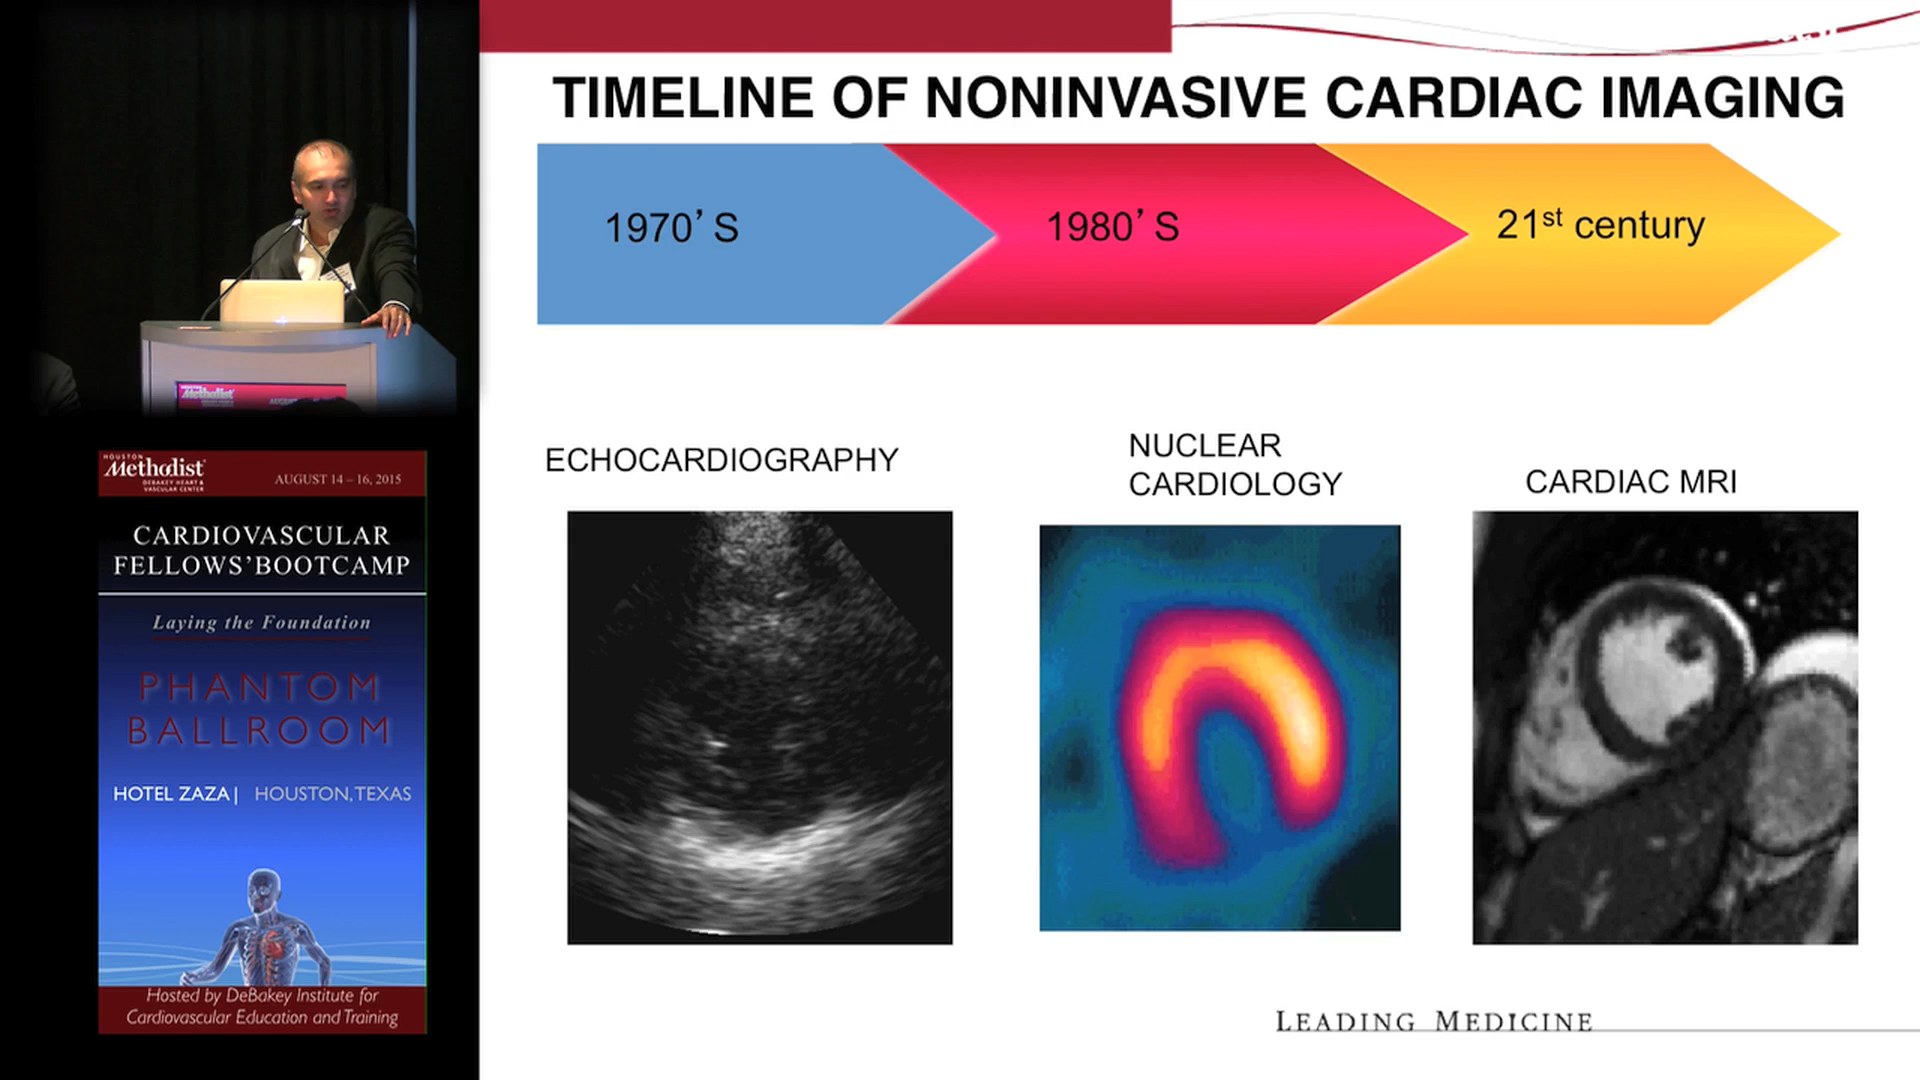 TIMELINE OF NONINVASIVE CARDIAC IMAGING
1970’S
1980’S
21st century
ECHOCARDIOGRAPHY
NUCLEAR
CARDIOLOGY
CARDIAC MRI
LEADING MEDICINE
Methodist
HOUSTON
Methodist
DEBAKEY HEART &
VASCULAR CENTER
AUGUST 14 – 16, 2015
CARDIOVASCULAR
FELLOWS’BOOTCAMP
Laying the Foundation
PHANTOM
BALLROOM
HOTEL ZAZA| HOUSTON,TEXAS
Hosted by DeBakey Institute for
Cardiovascular Education and Training